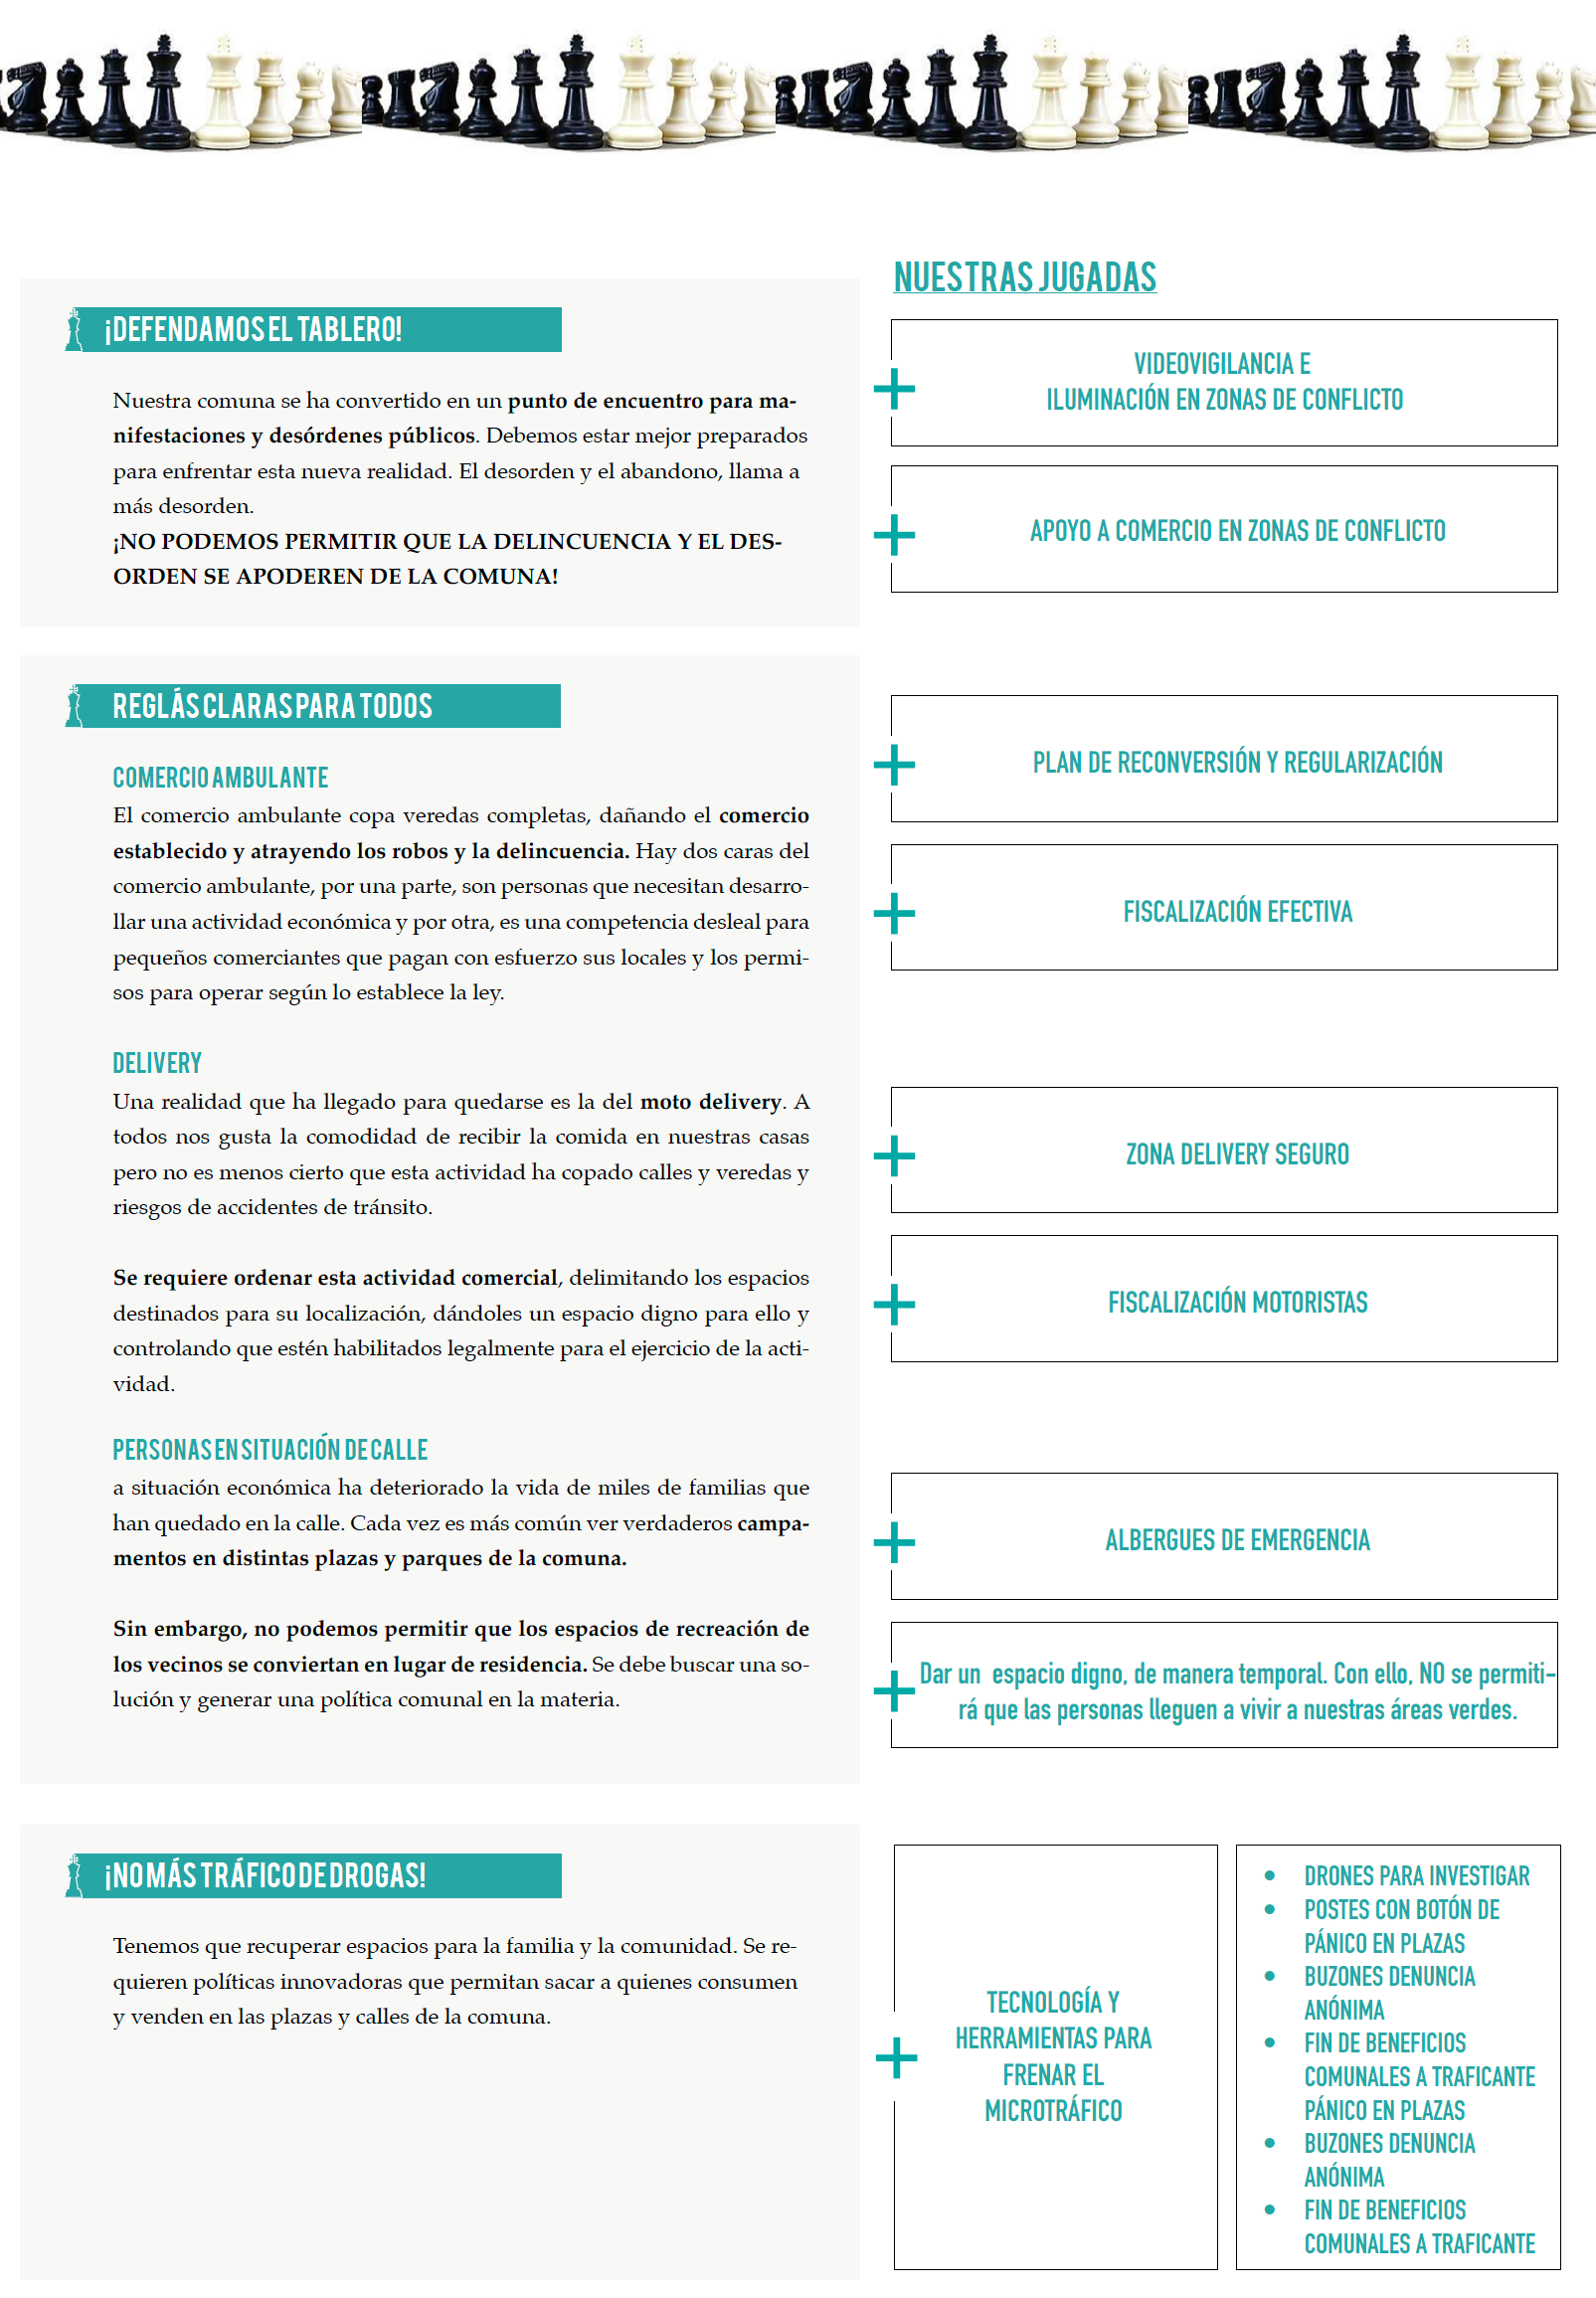 NUESTRAS JUGADAS
¡DEFENDAMOS EL TABLERO!
Nuestra comuna se ha convertido en un punto de encuentro para ma-
nifestaciones y desórdenes públicos. Debemos estar mejor preparados
para enfrentar esta nueva realidad. El desorden y el abandono, llama a
más desorden.
¡NO PODEMOS PERMITIR QUE LA DELINCUENCIA Y EL DES-
ORDEN SE APODEREN DE LA COMUNA!
+
VIDEOVIGILANCIA E
ILUMINACIÓN EN ZONAS DE CONFLICTO
+
APOYO A COMERCIO EN ZONAS DE CONFLICTO
REGLÁS CLARAS PARA TODOS
COMERCIO AMBULANTE
El comercio ambulante copa veredas completas, dañando el comercio
establecido y atrayendo los robos y la delincuencia. Hay dos caras del
comercio ambulante, por una parte, son personas que necesitan desarro-
llar una actividad económica y por otra, es una competencia desleal para
pequeños comerciantes que pagan con esfuerzo sus locales y los permi-
sos para operar según lo establece la ley.
+
PLAN DE RECONVERSIÓN Y REGULARIZACIÓN
+
FISCALIZACIÓN EFECTIVA
DELIVERY
Una realidad que ha llegado para quedarse es la del moto delivery. A
todos nos gusta la comodidad de recibir la comida en nuestras casas
pero no es menos cierto que esta actividad ha copado calles y veredas y
riesgos de accidentes de tránsito.
Se requiere ordenar esta actividad comercial, delimitando los espacios
destinados para su localización, dándoles un espacio digno para ello y
controlando que estén habilitados legalmente para el ejercicio de la acti-
vidad.
+
ZONA DELIVERY SEGURO
+
FISCALIZACIÓN MOTORISTAS
PERSONAS EN SITUACIÓN DE CALLE
a situación económica ha deteriorado la vida de miles de familias que
han quedado en la calle. Cada vez es más común ver verdaderos campa-
mentos en distintas plazas y parques de la comuna.
Sin embargo, no podemos permitir que los espacios de recreación de
los vecinos se conviertan en lugar de residencia. Se debe buscar una so-
lución y generar una política comunal en la materia.
+
ALBERGUES DE EMERGENCIA
+
Dar un  espacio digno, de manera temporal. Con ello, NO se permiti-
rá que las personas lleguen a vivir a nuestras áreas verdes.
¡NO MÁS TRÁFICO DE DROGAS!
Tenemos que recuperar espacios para la familia y la comunidad. Se re-
quieren políticas innovadoras que permitan sacar a quienes consumen
y venden en las plazas y calles de la comuna.
+
TECNOLOGÍA Y
HERRAMIENTAS PARA
FRENAR EL
MICROTRÁFICO
• DRONES PARA INVESTIGAR
• POSTES CON BOTÓN DE
PÁNICO EN PLAZAS
• BUZONES DENUNCIA
ANÓNIMA
• FIN DE BENEFICIOS
COMUNALES A TRAFICANTE
PÁNICO EN PLAZAS
• BUZONES DENUNCIA
ANÓNIMA
• FIN DE BENEFICIOS
COMUNALES A TRAFICANTE